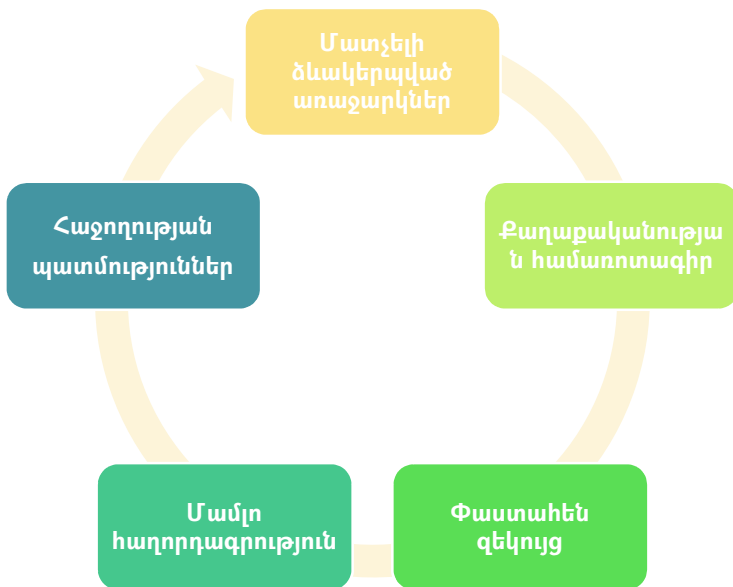 Մատչելի
ձևակերպված
առաջարկներ
Քաղաքականությա
ն համառոտագիր
Փաստահեն
զեկույց
Մամլո
հաղորդագրություն
Հաջողության
պատմություններ